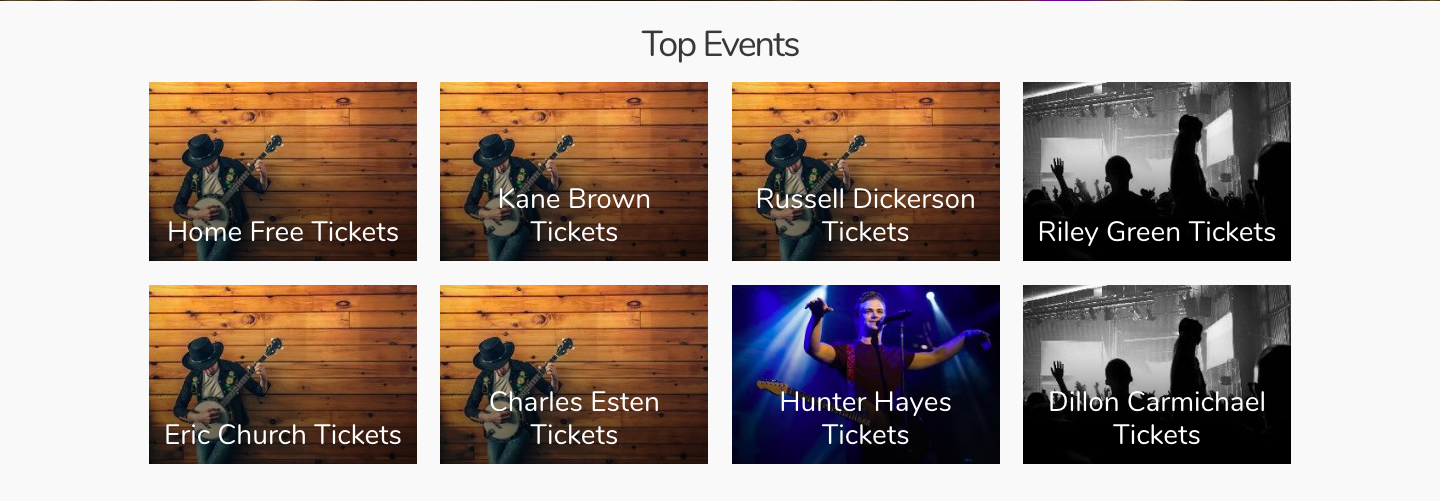 Top Events
Home Free Tickets
Kane Brown
Tickets
Russell Dickerson
Tickets
Riley Green Tickets
Eric Church Tickets
Charles Esten
Tickets
Hunter Hayes
Tickets
Dillon Carmichael
Tickets